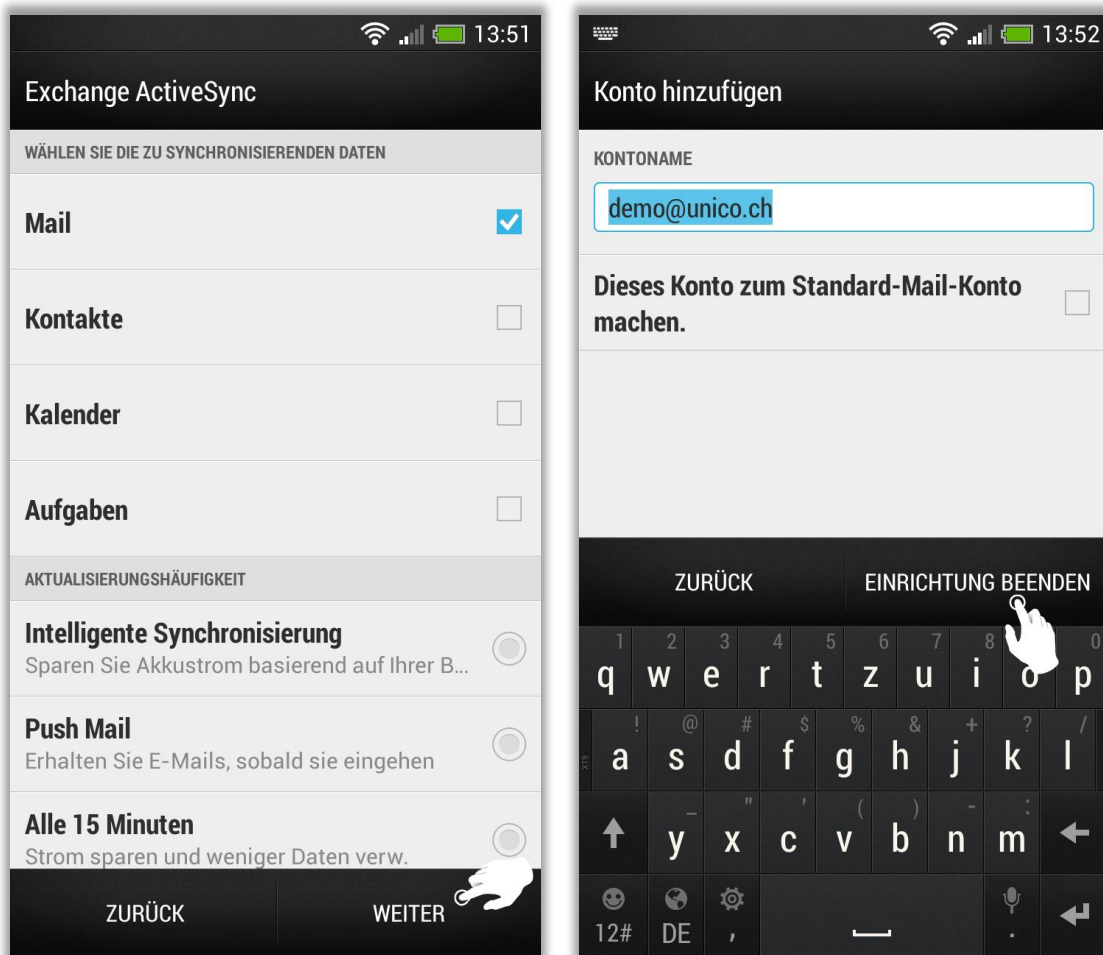 13:51
Exchange ActiveSync
WÄHLEN SIE DIE ZU SYNCHRONISIERENDEN DATEN
Mail
Kontakte
Kalender
Aufgaben
AKTUALISIERUNGSHÄUFIGKEIT
Intelligente Synchronisierung
Sparen Sie Akkustrom basierend auf Ihrer B...
Push Mail
Erhalten Sie E-Mails, sobald sie eingehen
Alle 15 Minuten
Strom sparen und weniger Daten verw.
ZURÜCK WEITER
13:52
Konto hinzufügen
KONTONAME
demo@unico.ch
Dieses Konto zum Standard-Mail-Konto
machen.
ZURÜCK EINRICHTUNG BEENDEN
1 2 3 4 5 6 7 8 0
q w e r t z u i o p
! @ # $ % & + ? /
a s d f g h j k l
_ " ' ( ) - :
y x c v b n m
12# DE , .